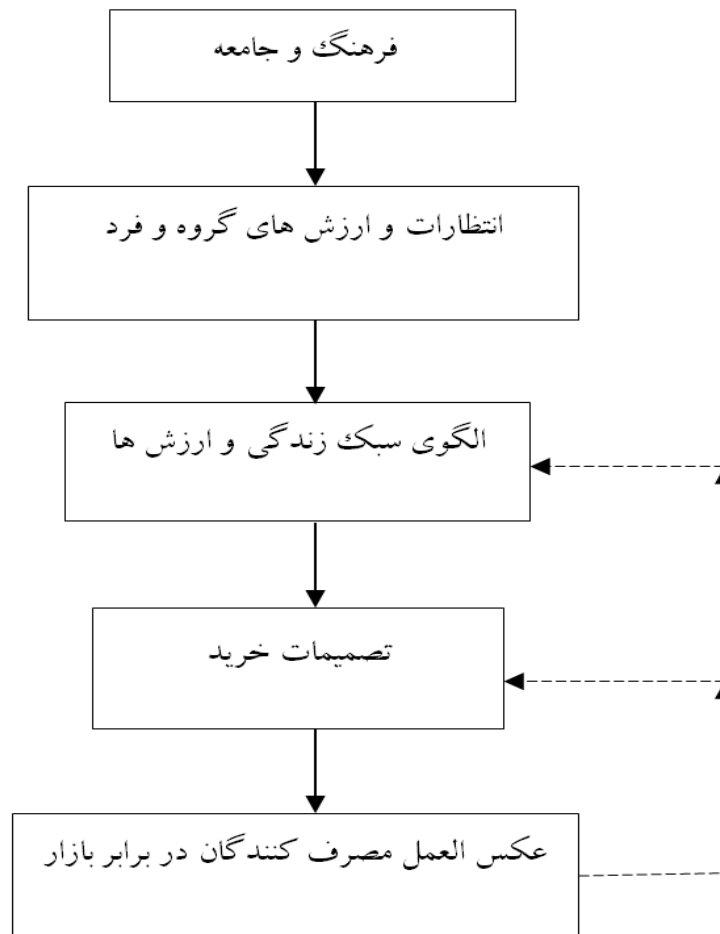 فرهنگ و جامعه
انتظارات و ارزش های گروه و فرد
الگوی سبک زندگی و ارزش ها
تصمیمات خرید
عکس العمل مصرف کنندگان در برابر بازار